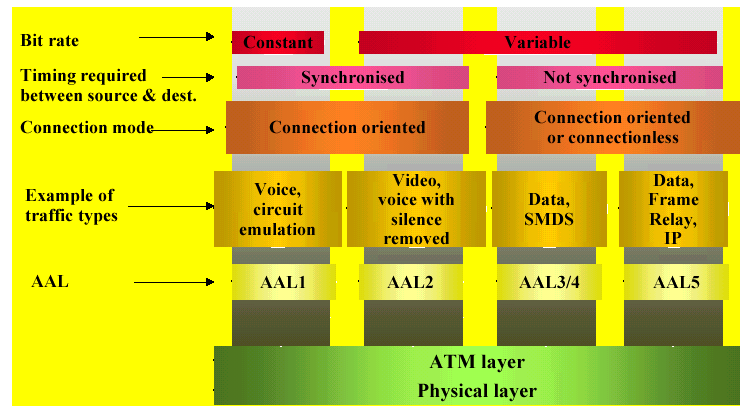 Bit rate
Constant
Variable
Timing required
between source & dest.
Synchronised
Not synchronised
Connection mode
Connection oriented
Connection oriented
or connectionless
Example of
traffic types
Voice,
circuit
emulation
Video,
voice with
silence
removed
Data,
SMDS
Data,
Frame
Relay,
IP
AAL
AAL1
AAL2
AAL3/4
AAL5
ATM layer
Physical layer